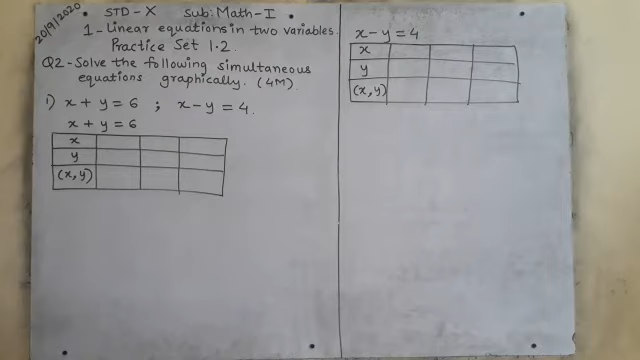 20/9/2020
STD-X Sub: Math-I
1-Linear equations in two variables.
Practice Set 1.2.
Q2-Solve the following simultaneous
equations graphically. (4M).
1) x + y = 6 ; x - y = 4.
x + y = 6
x
y
(x, y)
x - y = 4
x
y
(x, y)